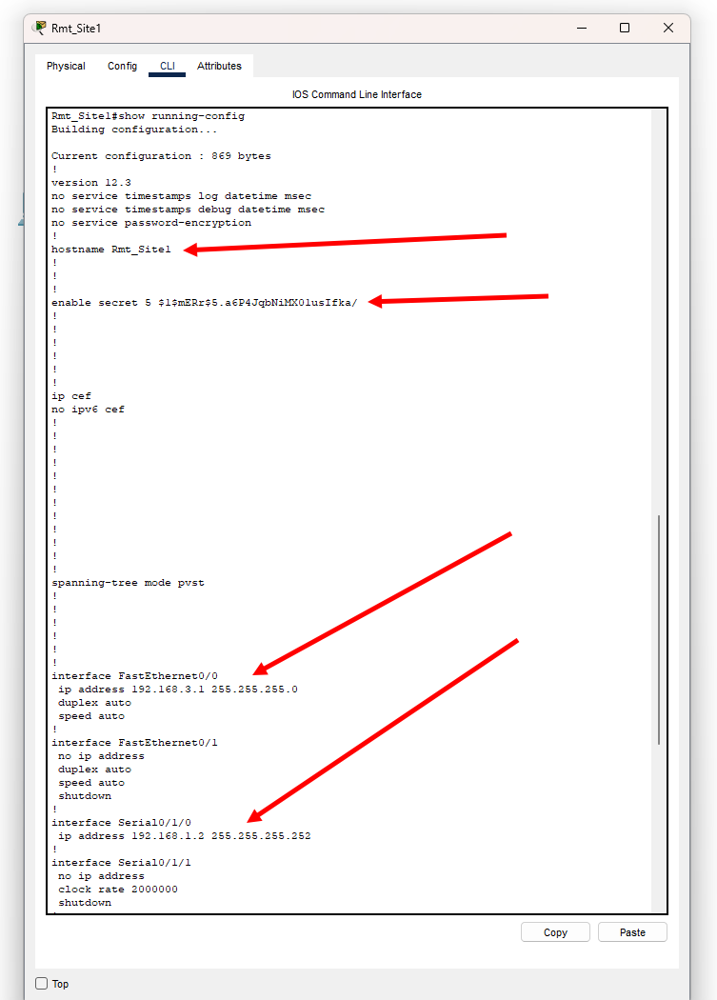 Rmt_Site1
Physical Config CLI Attributes
IOS Command Line Interface
Rmt_Site1#show running-config
Building configuration...
Current configuration : 869 bytes
!
version 12.3
no service timestamps log datetime msec
no service timestamps debug datetime msec
no service password-encryption
!
hostname Rmt_Site1
!
!
!
enable secret 5 $1$mERr$5.a6P4JqbNiMX01usIfka/
!
!
!
!
!
!
ip cef
no ipv6 cef
!
!
!
!
!
!
!
!
!
!
!
!
spanning-tree mode pvst
!
!
!
!
!
!
interface FastEthernet0/0
ip address 192.168.3.1 255.255.255.0
duplex auto
speed auto
!
interface FastEthernet0/1
no ip address
duplex auto
speed auto
shutdown
!
interface Serial0/1/0
ip address 192.168.1.2 255.255.255.252
!
interface Serial0/1/1
no ip address
clock rate 2000000
shutdown
Copy Paste
Top